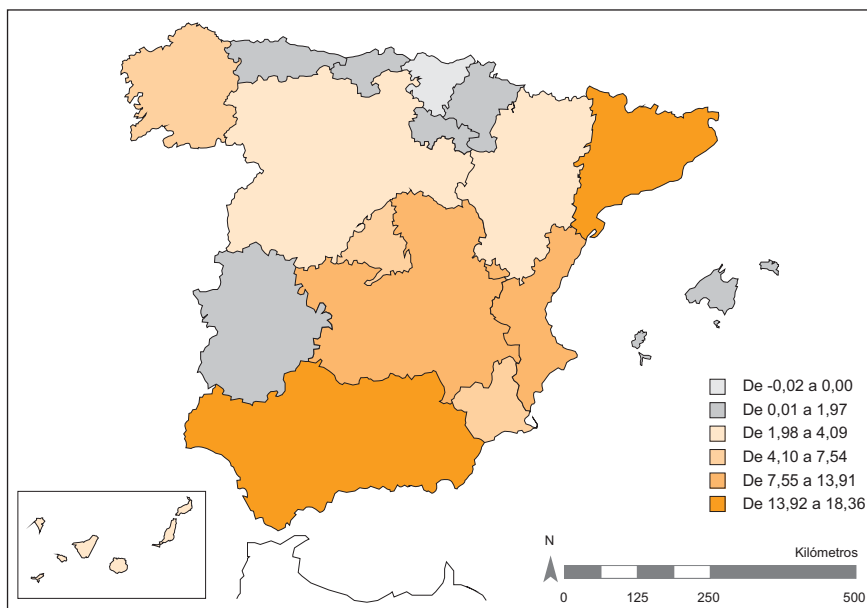 De -0,02 a 0,00
De 0,01 a 1,97
De 1,98 a 4,09
De 4,10 a 7,54
De 7,55 a 13,91
De 13,92 a 18,36
N
Kilómetros
0 125 250 500